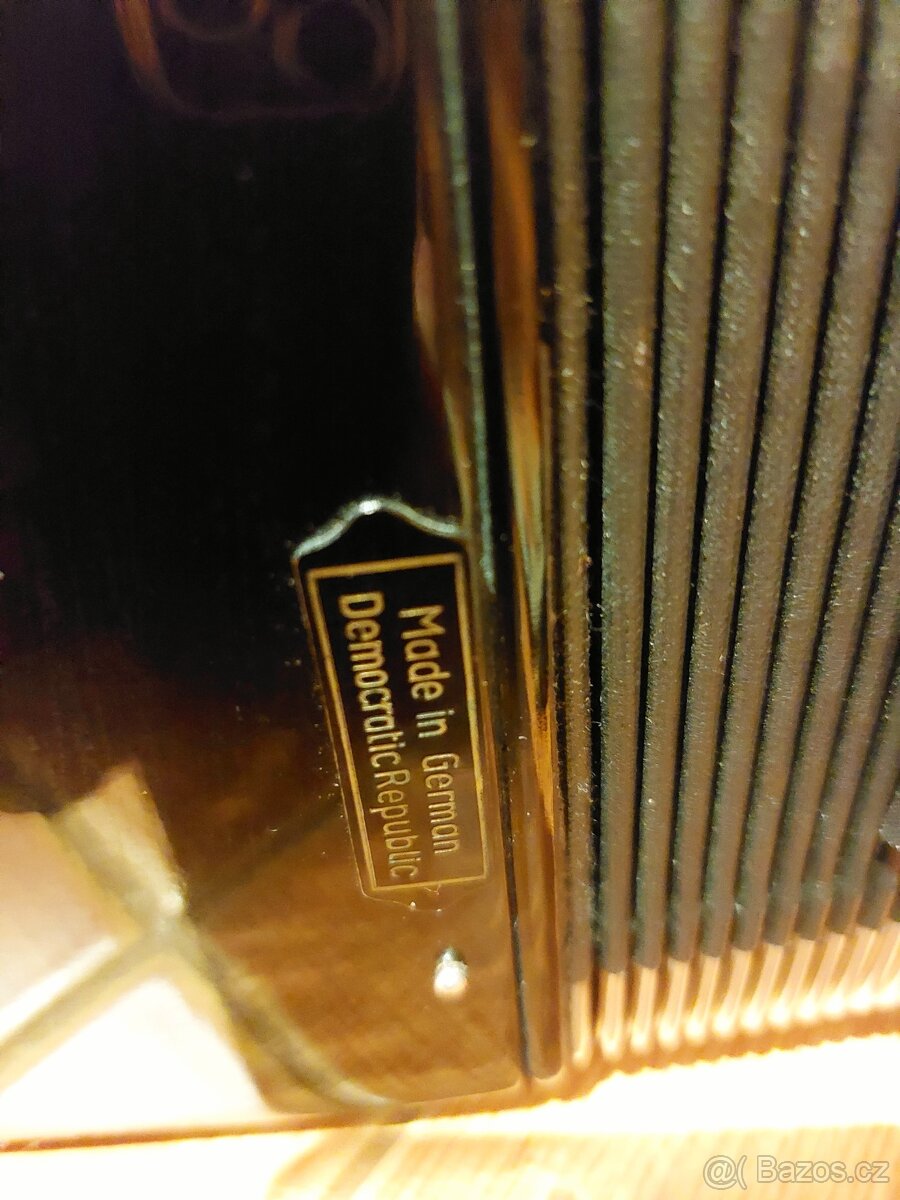 Made in German
Democratic Republic
@( Bazos.cz